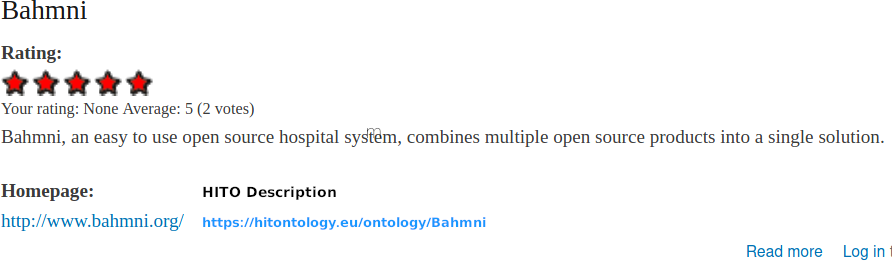 Bahmni
Rating:
Your rating: None Average: 5 (2 votes)
Bahmni, an easy to use open source hospital system, combines multiple open source products into a single solution.
Homepage:
HITO Description
http://www.bahmni.org/
https://hitontology.eu/ontology/Bahmni
Read more
Log in